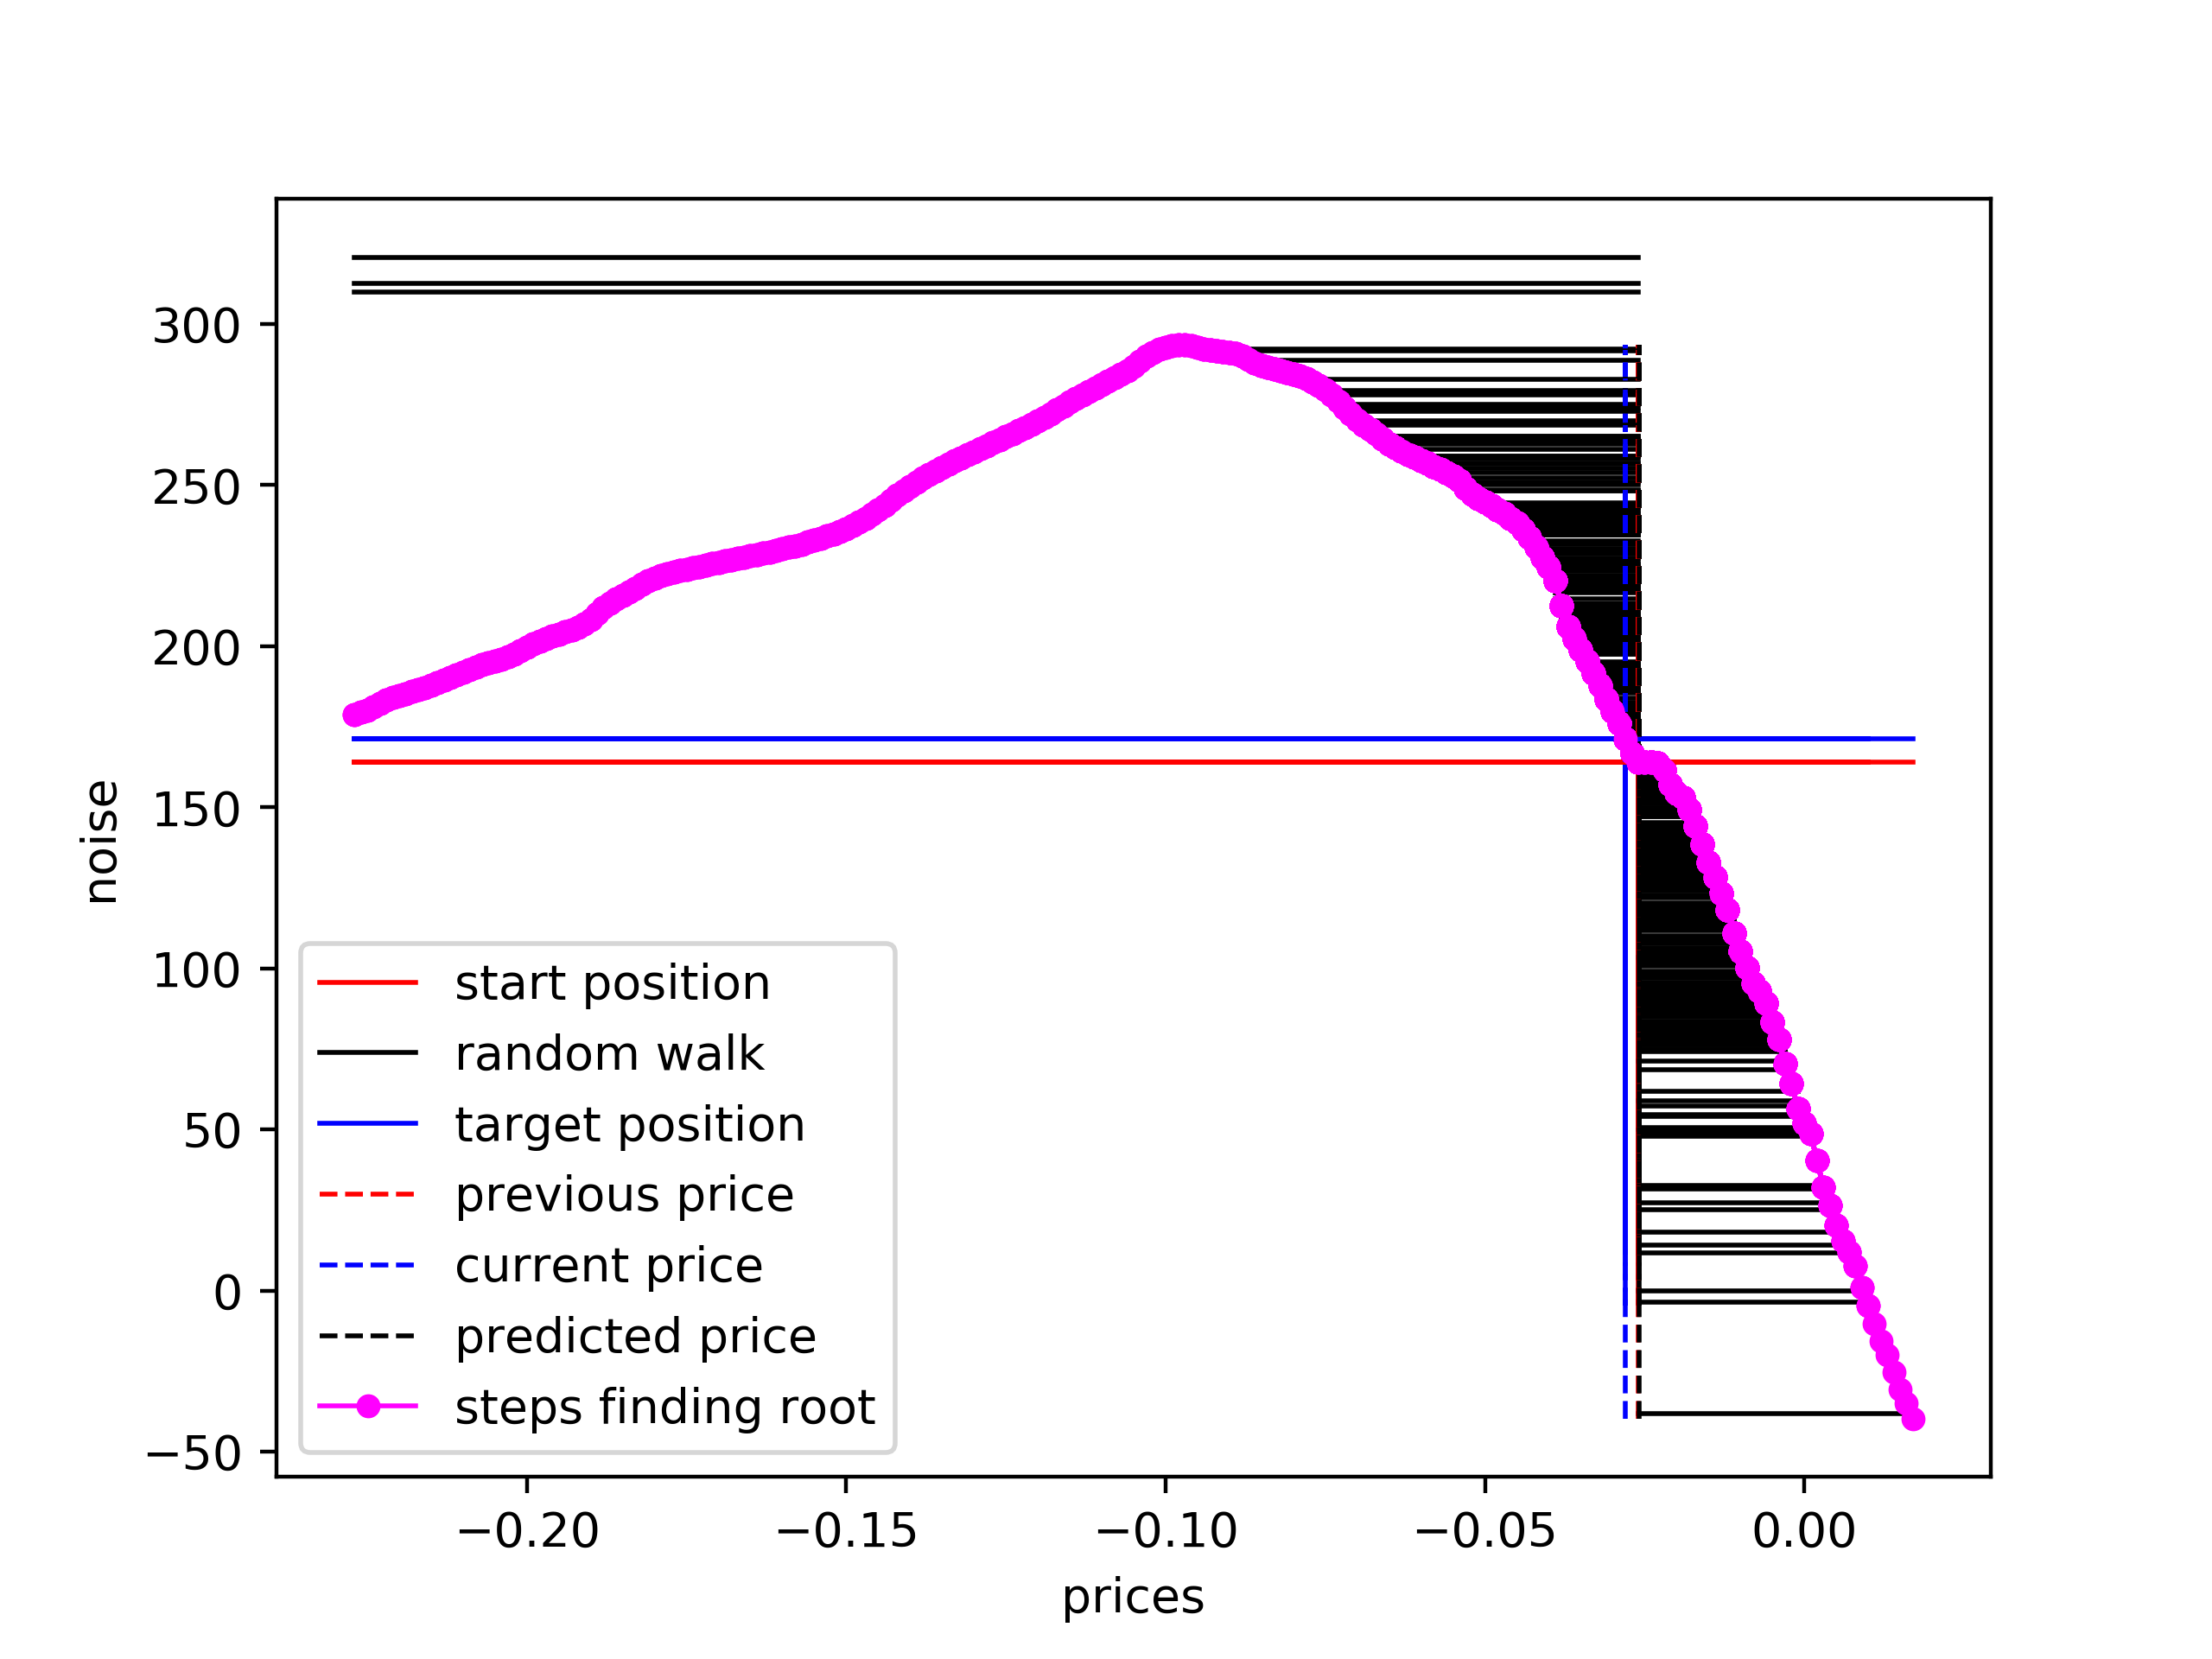 300
250
200
150
100
50
0
−50
noise
start position
random walk
target position
previous price
current price
predicted price
steps finding root
−0.20 −0.15 −0.10 −0.05 0.00
prices